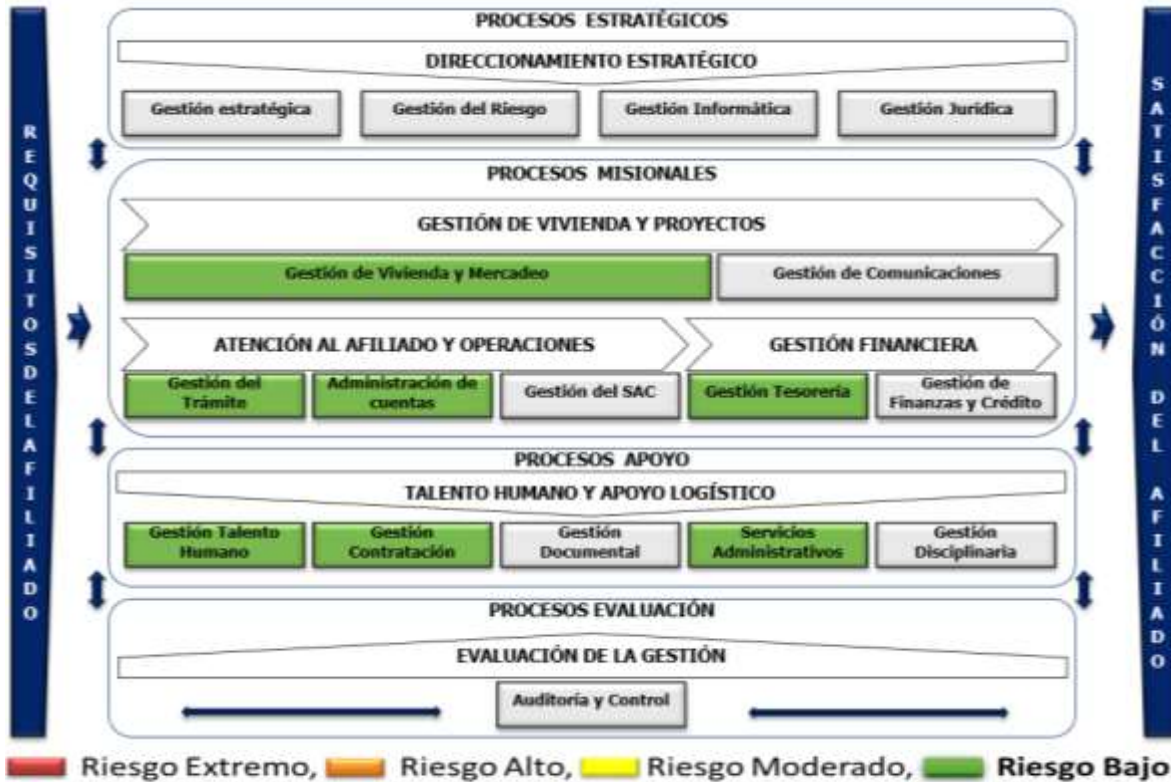 PROCESOS ESTRATÉGICOS
DIRECCIONAMIENTO ESTRATÉGICO
Gestión estratégica
Gestión del Riesgo
Gestión Informática
Gestión Jurídica
REQUISITOS DEL AFILIADO
PROCESOS MISIONALES
GESTIÓN DE VIVIENDA Y PROYECTOS
Gestión de Vivienda y Mercadeo
Gestión de Comunicaciones
ATENCIÓN AL AFILIADO Y OPERACIONES
GESTIÓN FINANCIERA
Gestión del
Trámite
Administración de
cuentas
Gestión del SAC
Gestión Tesorería
Gestión de
Finanzas y Crédito
SATISFACCIÓN DEL AFILIADO
PROCESOS APOYO
TALENTO HUMANO Y APOYO LOGÍSTICO
Gestión Talento
Humano
Gestión
Contratación
Gestión
Documental
Servicios
Administrativos
Gestión
Disciplinaria
PROCESOS EVALUACIÓN
EVALUACIÓN DE LA GESTIÓN
Auditoría y Control
Riesgo Extremo, Riesgo Alto, Riesgo Moderado, Riesgo Bajo